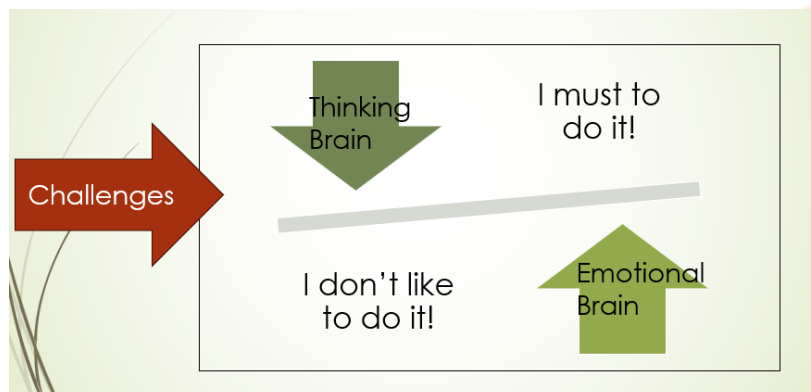 Thinking
Brain
I must to
do it!
Challenges
I don't like
to do it!
Emotional
Brain